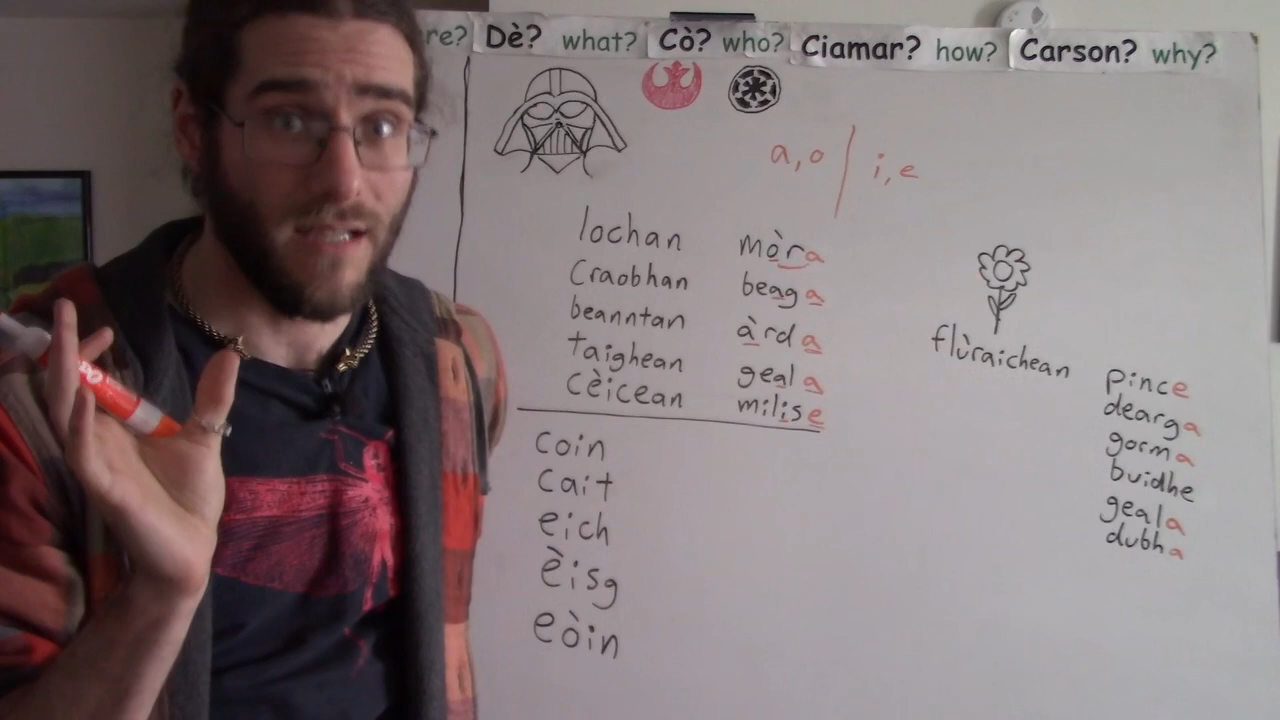 re? Dè? what? Cò? who? Ciamar? how? Carson? why?
a, o | i, e
lochan mòra
Craobhan beaga
beanntan àrda
taighean geala
Cèicean milise
coin
Cait
eich
èisg
eòin
flùraichean
pince
dearga
gorma
buidhe
geala
dubha